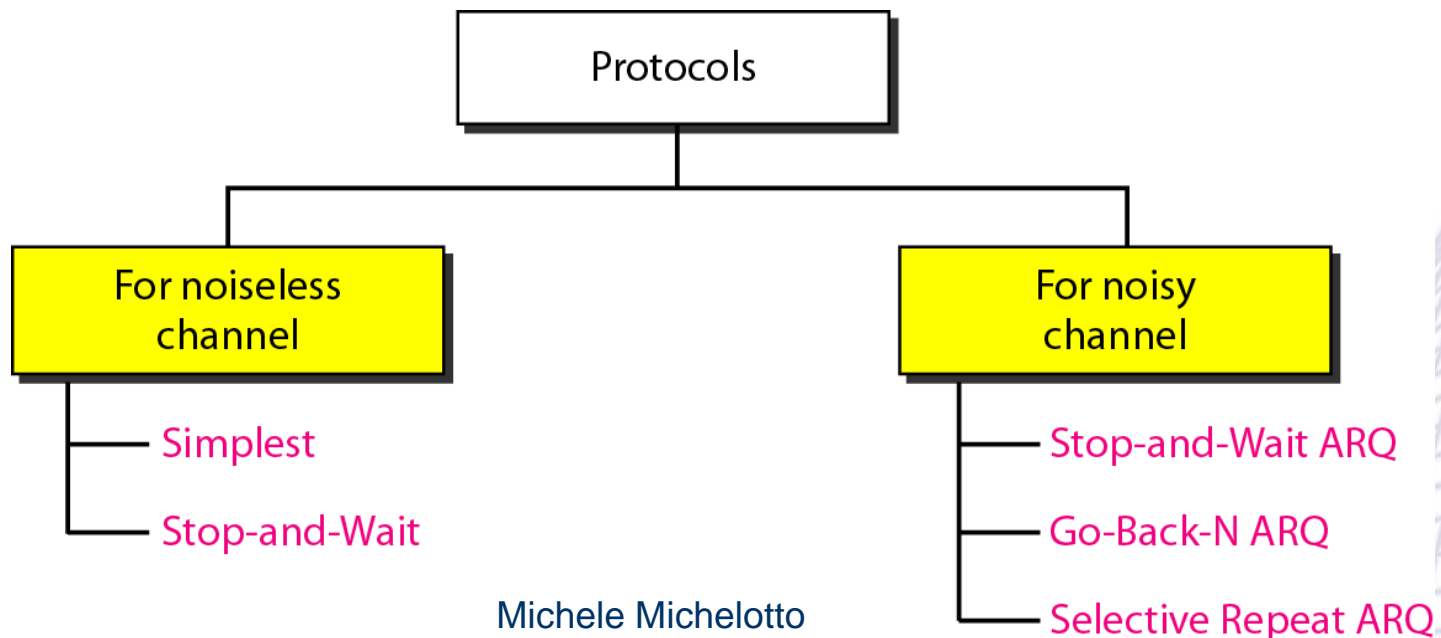 Protocols
For noiseless
channel
Simplest
Stop-and-Wait
For noisy
channel
Stop-and-Wait ARQ
Go-Back-N ARQ
Selective Repeat ARQ
Michele Michelotto